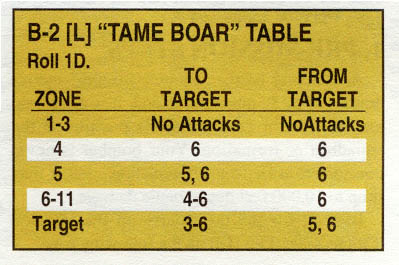 B-2 [L] “TAME BOAR” TABLE
Roll 1D.
TO FROM
ZONE TARGET TARGET
1-3 No Attacks NoAttacks
4 6 6
5 5, 6 6
6-11 4-6 6
Target 3-6 5, 6